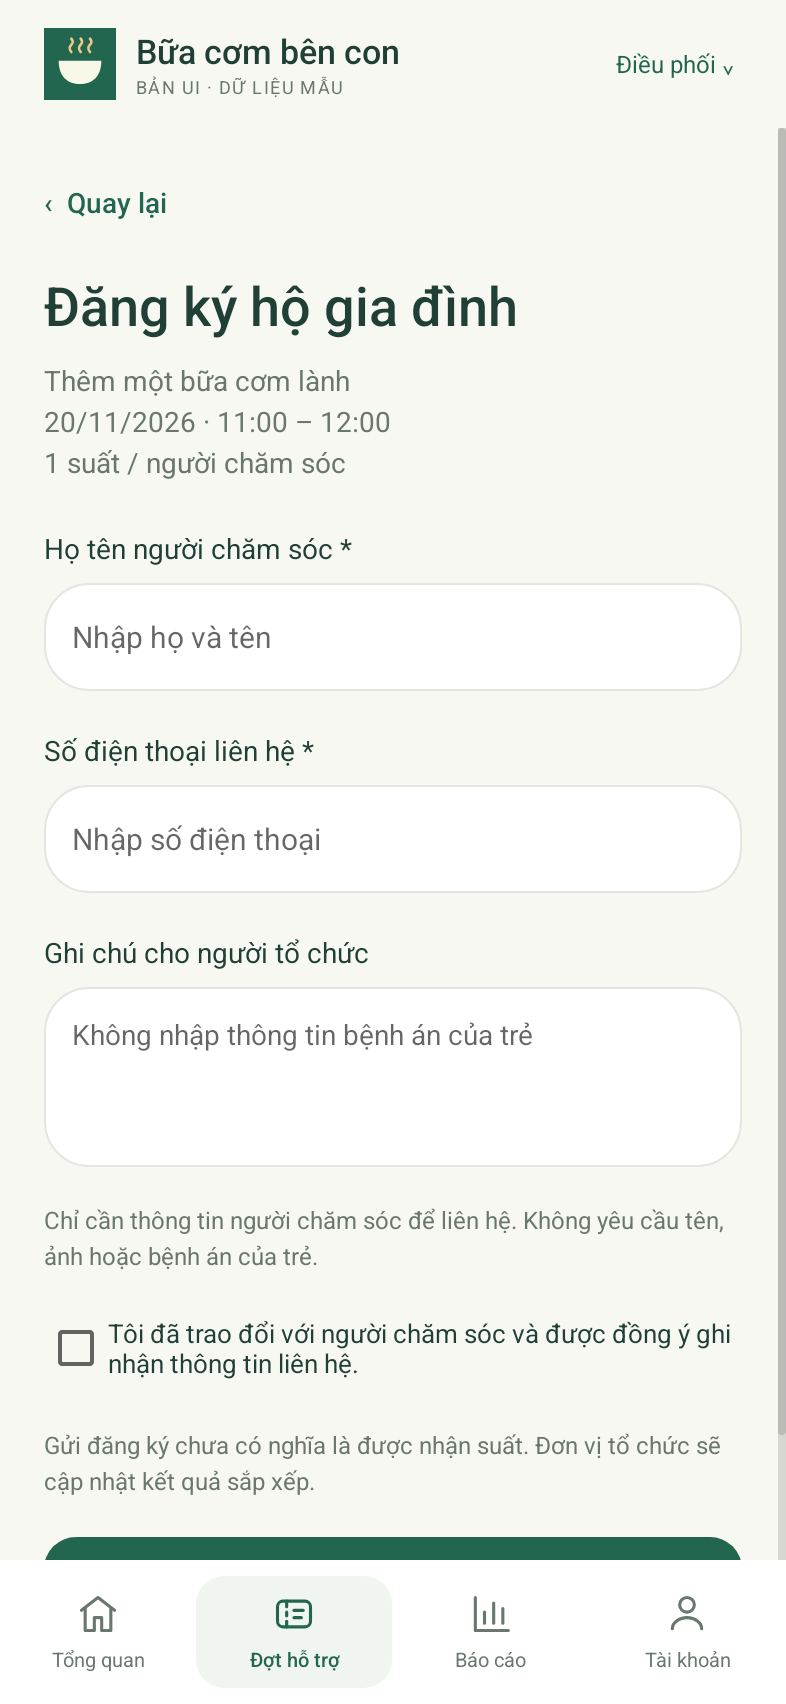 Bữa cơm bên con
BẢN UI · DỮ LIỆU MẪU
Điều phối
‹ Quay lại
Đăng ký hộ gia đình
Thêm một bữa cơm lành
20/11/2026 · 11:00 – 12:00
1 suất / người chăm sóc
Họ tên người chăm sóc *
Nhập họ và tên
Số điện thoại liên hệ *
Nhập số điện thoại
Ghi chú cho người tổ chức
Không nhập thông tin bệnh án của trẻ
Chỉ cần thông tin người chăm sóc để liên hệ. Không yêu cầu tên,
ảnh hoặc bệnh án của trẻ.
Tôi đã trao đổi với người chăm sóc và được đồng ý ghi
nhận thông tin liên hệ.
Gửi đăng ký chưa có nghĩa là được nhận suất. Đơn vị tổ chức sẽ
cập nhật kết quả sắp xếp.
Tổng quan
Đợt hỗ trợ
Báo cáo
Tài khoản